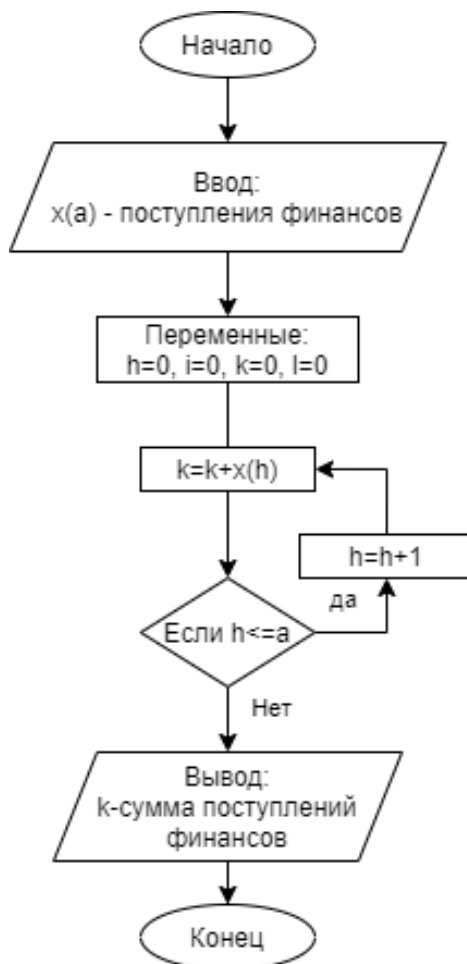 Начало
Ввод:
x(a) - поступления финансов
Переменные:
h=0, i=0, k=0, l=0
k=k+x(h)
h=h+1
да
Если h<=a
Нет
Вывод:
k-сумма поступлений
финансов
Конец